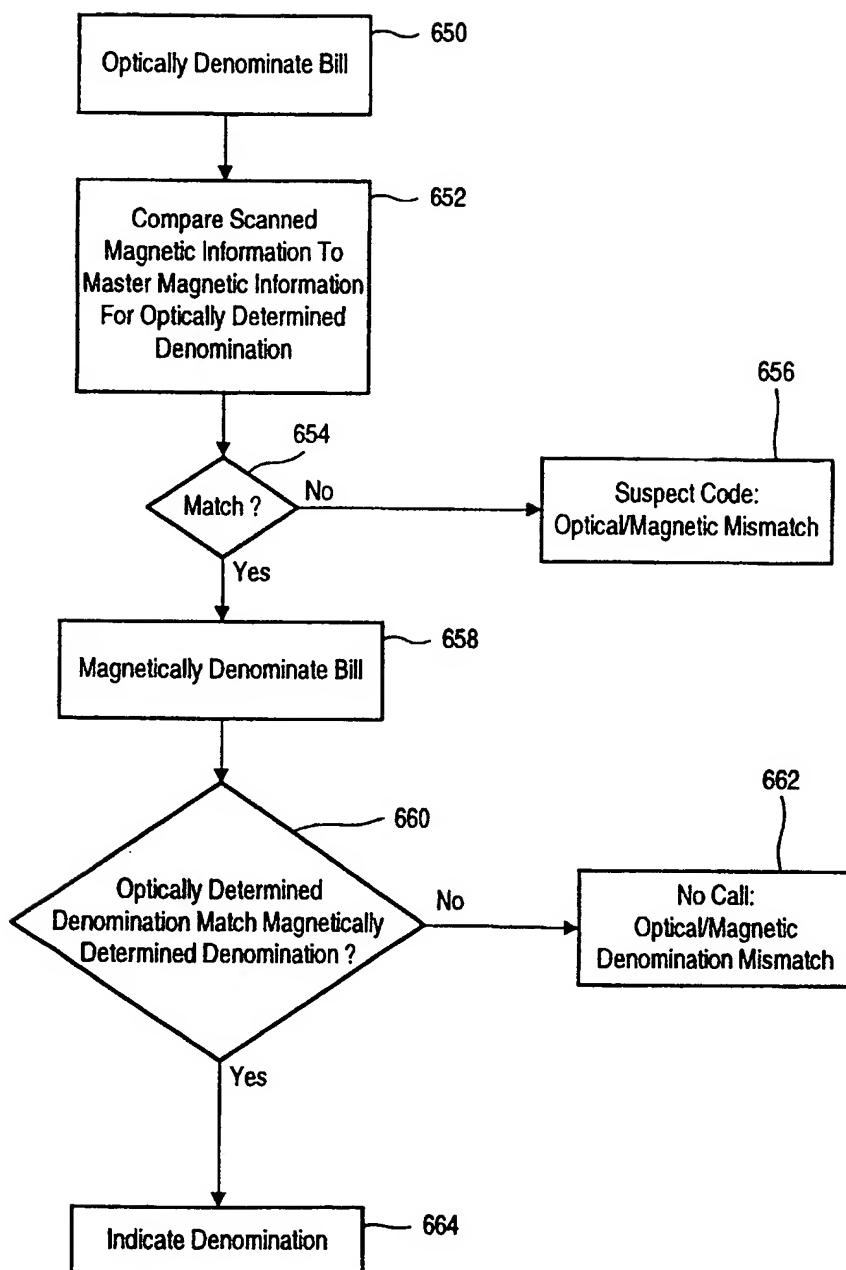 Optically Denominate Bill
650
Compare Scanned
Magnetic Information To
Master Magnetic Information
For Optically Determined
Denomination
652
654
Match ?
No
Yes
656
Suspect Code:
Optical/Magnetic Mismatch
Magnetically Denominate Bill
658
660
Optically Determined
Denomination Match Magnetically
Determined Denomination ?
No
Yes
662
No Call:
Optical/Magnetic
Denomination Mismatch
Indicate Denomination
664